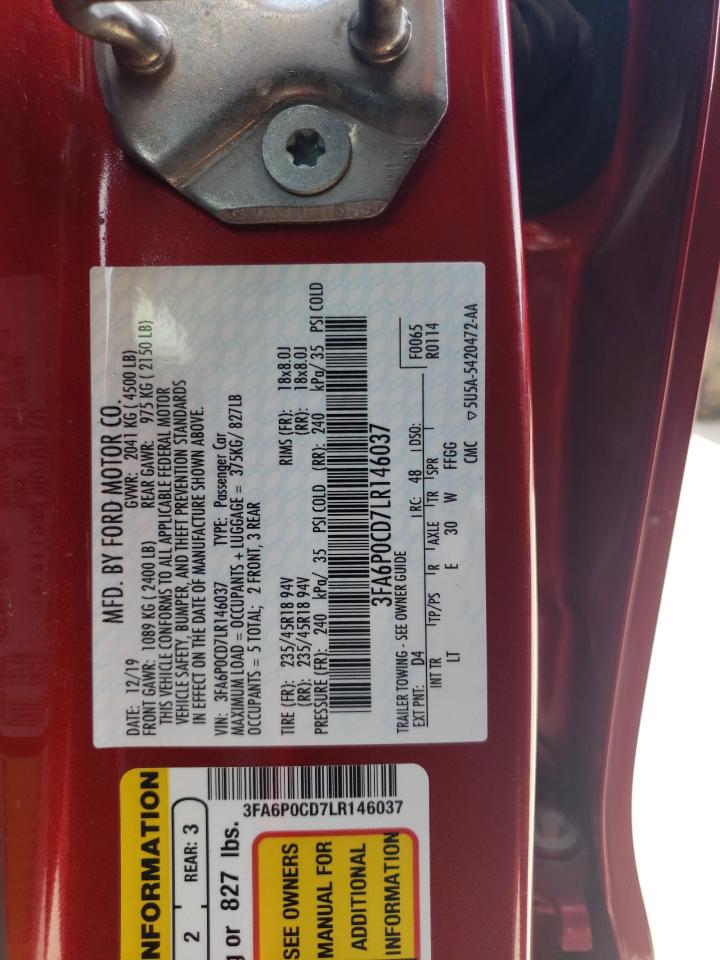 MFD. BY FORD MOTOR CO.
DATE: 12/19 GVWR: 2041 KG ( 4500 LB)
FRONT GAWR: 1089 KG ( 2400 LB) REAR GAWR: 975 KG ( 2150 LB)
THIS VEHICLE CONFORMS TO ALL APPLICABLE FEDERAL MOTOR
VEHICLE SAFETY, BUMPER, AND THEFT PREVENTION STANDARDS
IN EFFECT ON THE DATE OF MANUFACTURE SHOWN ABOVE.
VIN: 3FA6P0CD7LR146037 TYPE: Passenger Car
MAXIMUM LOAD = OCCUPANTS + LUGGAGE = 375KG/ 827LB
OCCUPANTS = 5 TOTAL; 2 FRONT, 3 REAR
TIRE (FR): 235/45R18 94V RIMS (FR): 18x8.0J
(RR): 235/45R18 94V (RR): 18x8.0J
PRESSURE (FR): 240 kPa/ 35 PSI COLD (RR): 240 kPa/ 35 PSI COLD
3FA6P0CD7LR146037
TRAILER TOWING - SEE OWNER GUIDE F0065
EXT PNT: D4 RC: 48 DSO: R0114
INT TR TP/PS R AXLE TR SPR
LT E 30 W FFGG
CMC ▽5U5A-5420472-AA
NFORMATION
2 REAR: 3
g or 827 lbs.
3FA6P0CD7LR146037
SEE OWNERS
MANUAL FOR
ADDITIONAL
INFORMATION